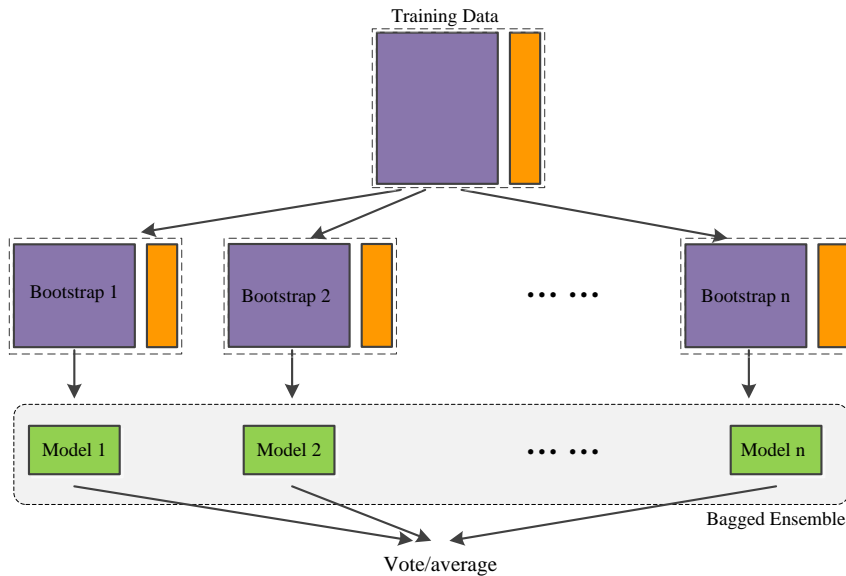 Training Data
Bootstrap 1
Bootstrap 2
... ...
Bootstrap n
Model 1
Model 2
... ...
Model n
Bagged Ensemble
Vote/average